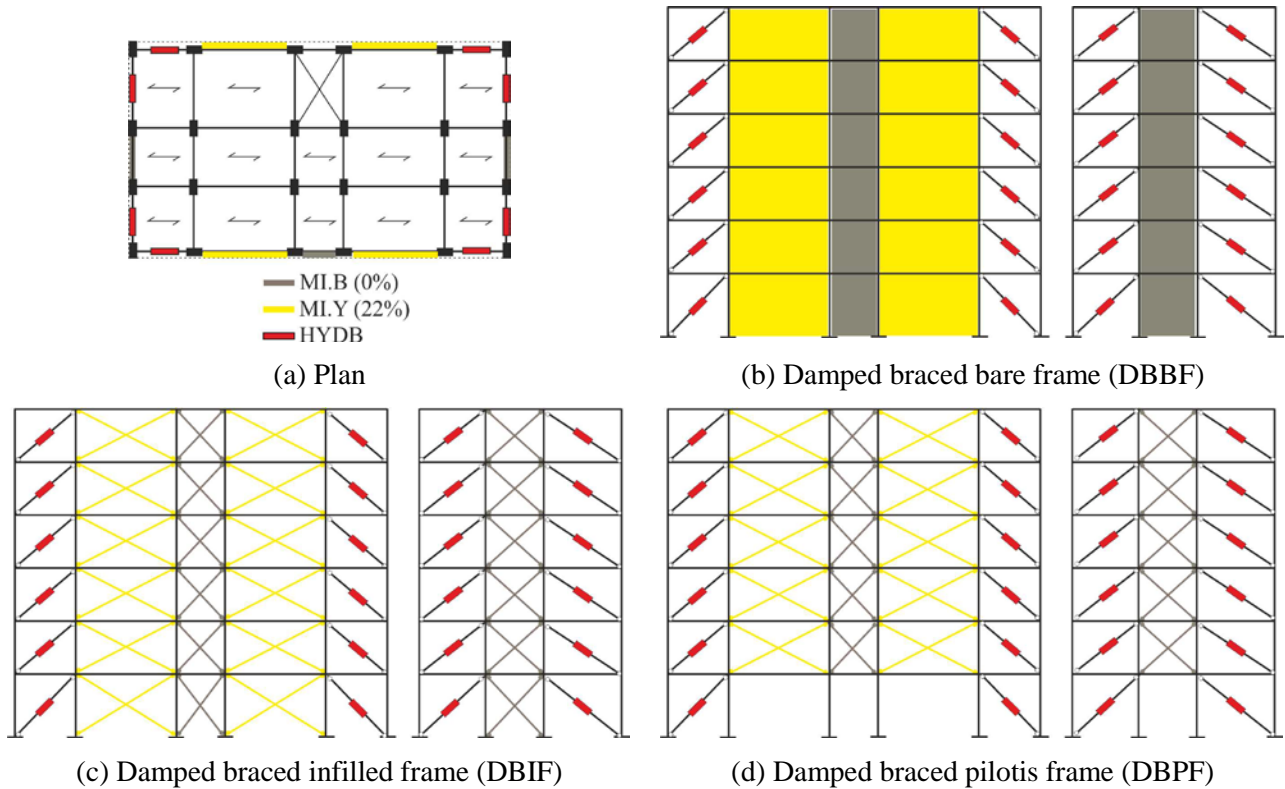 MI.B (0%)
MI.Y (22%)
HYDB
(a) Plan
(b) Damped braced bare frame (DBBF)
(c) Damped braced infilled frame (DBIF)
(d) Damped braced pilotis frame (DBPF)